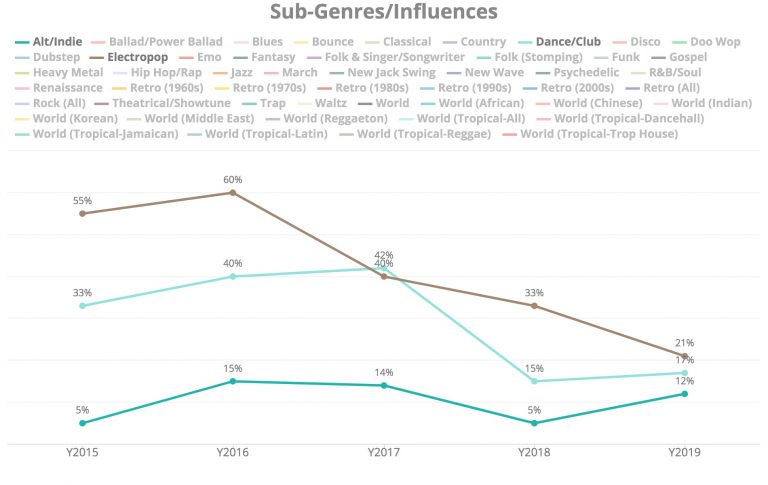 Sub-Genres/Influences
Alt/Indie Ballad/Power Ballad Blues Bounce Classical Country Dance/Club Disco Doo Wop
Dubstep Electropop Emo Fantasy Folk & Singer/Songwriter Folk (Stomping) Funk Gospel
Heavy Metal Hip Hop/Rap Jazz March New Jack Swing New Wave Psychedelic R&B/Soul
Renaissance Retro (1960s) Retro (1970s) Retro (1980s) Retro (1990s) Retro (2000s) Retro (All)
Rock (All) Theatrical/Showtune Trap Waltz World World (African) World (Chinese) World (Indian)
World (Korean) World (Middle East) World (Reggaeton) World (Tropical-All) World (Tropical-Dancehall)
World (Tropical-Jamaican) World (Tropical-Latin) World (Tropical-Reggae) World (Tropical-Trop House)
60%
55%
42%
40% 40%
33% 33%
21%
17%
15% 14% 15% 12%
5% 5%
Y2015 Y2016 Y2017 Y2018 Y2019